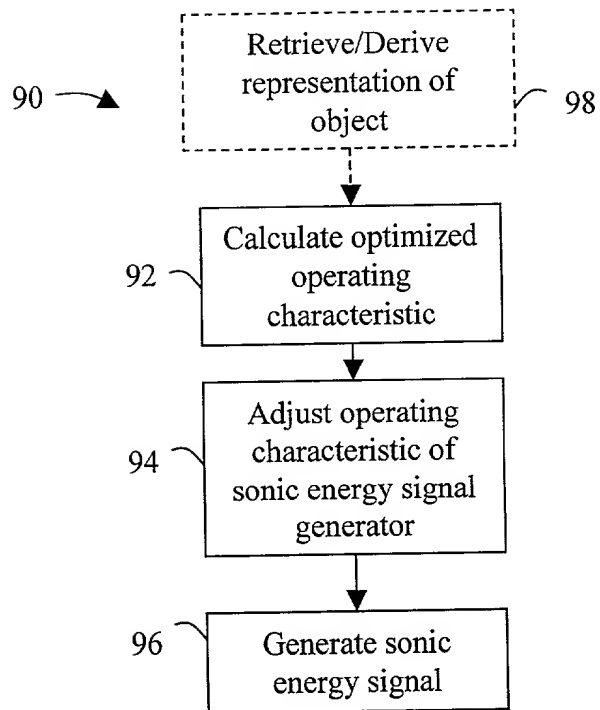 Retrieve/Derive
representation of
object
90
98
Calculate optimized
operating
characteristic
92
Adjust operating
characteristic of
sonic energy signal
generator
94
Generate sonic
energy signal
96